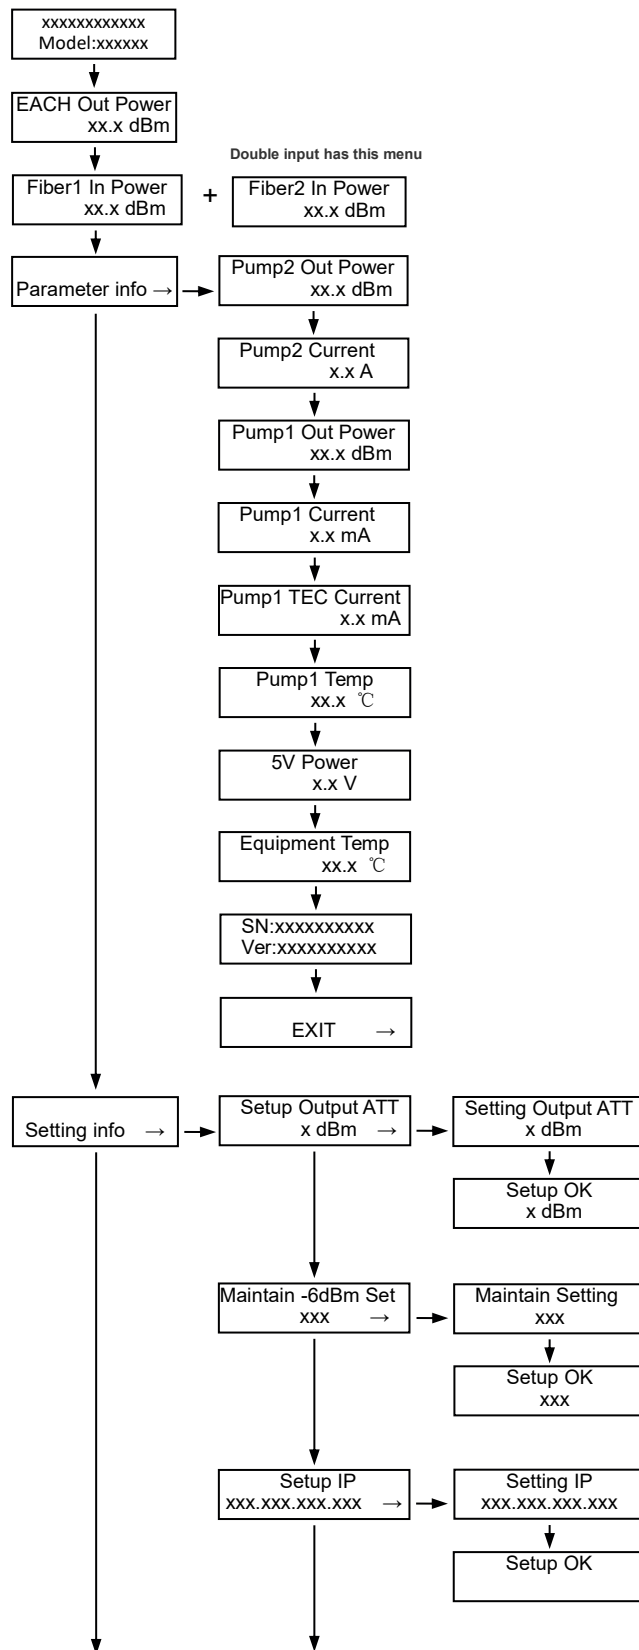 xxxxxxxxxxxx
Model:xxxxxx
EACH Out Power
xx.x dBm
Double input has this menu
Fiber1 In Power
xx.x dBm
+
Fiber2 In Power
xx.x dBm
Parameter info →
Pump2 Out Power
xx.x dBm
Pump2 Current
x.x A
Pump1 Out Power
xx.x dBm
Pump1 Current
x.x mA
Pump1 TEC Current
x.x mA
Pump1 Temp
xx.x ℃
5V Power
x.x V
Equipment Temp
xx.x ℃
SN:xxxxxxxxxx
Ver:xxxxxxxxxx
EXIT →
Setting info →
Setup Output ATT
x dBm →
Setting Output ATT
x dBm
Setup OK
x dBm
Maintain -6dBm Set
xxx →
Maintain Setting
xxx
Setup OK
xxx
Setup IP
xxx.xxx.xxx.xxx →
Setting IP
xxx.xxx.xxx.xxx
Setup OK